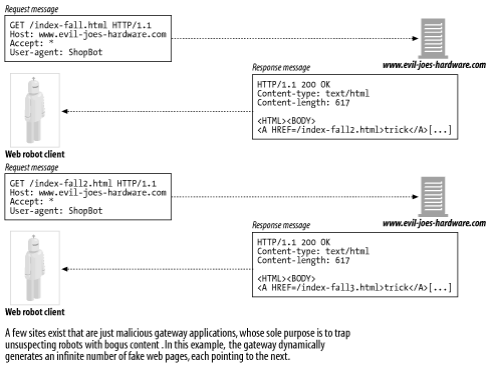 Request message
GET /index-fall.html HTTP/1.1
Host: www.evil-joes-hardware.com
Accept: *
User-agent: ShopBot
www.evil-joes-hardware.com
Response message
HTTP/1.1 200 OK
Content-type: text/html
Content-length: 617
<HTML><BODY>
<A HREF=/index-fall2.html>trick</A>[...]
Web robot client
Request message
GET /index-fall2.html HTTP/1.1
Host: www.evil-joes-hardware.com
Accept: *
User-agent: ShopBot
www.evil-joes-hardware.com
Response message
HTTP/1.1 200 OK
Content-type: text/html
Content-length: 617
<HTML><BODY>
<A HREF=/index-fall3.html>trick</A>[...]
Web robot client
A few sites exist that are just malicious gateway applications, whose sole purpose is to trap
unsuspecting robots with bogus content . In this example, the gateway dynamically
generates an infinite number of fake web pages, each pointing to the next.